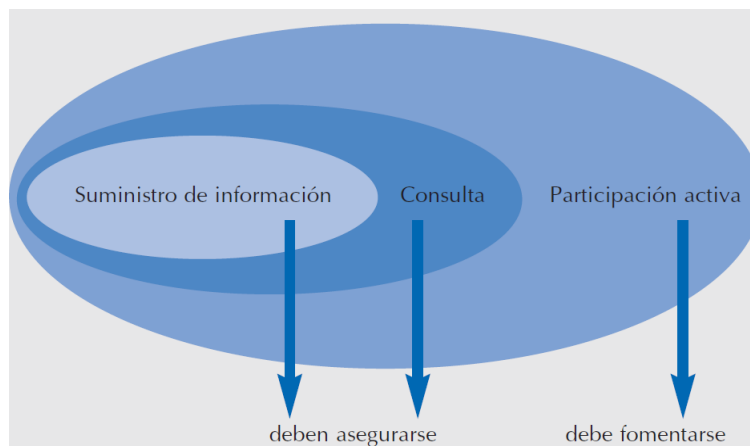 Suministro de información
Consulta
Participación activa
deben asegurarse
debe fomentarse